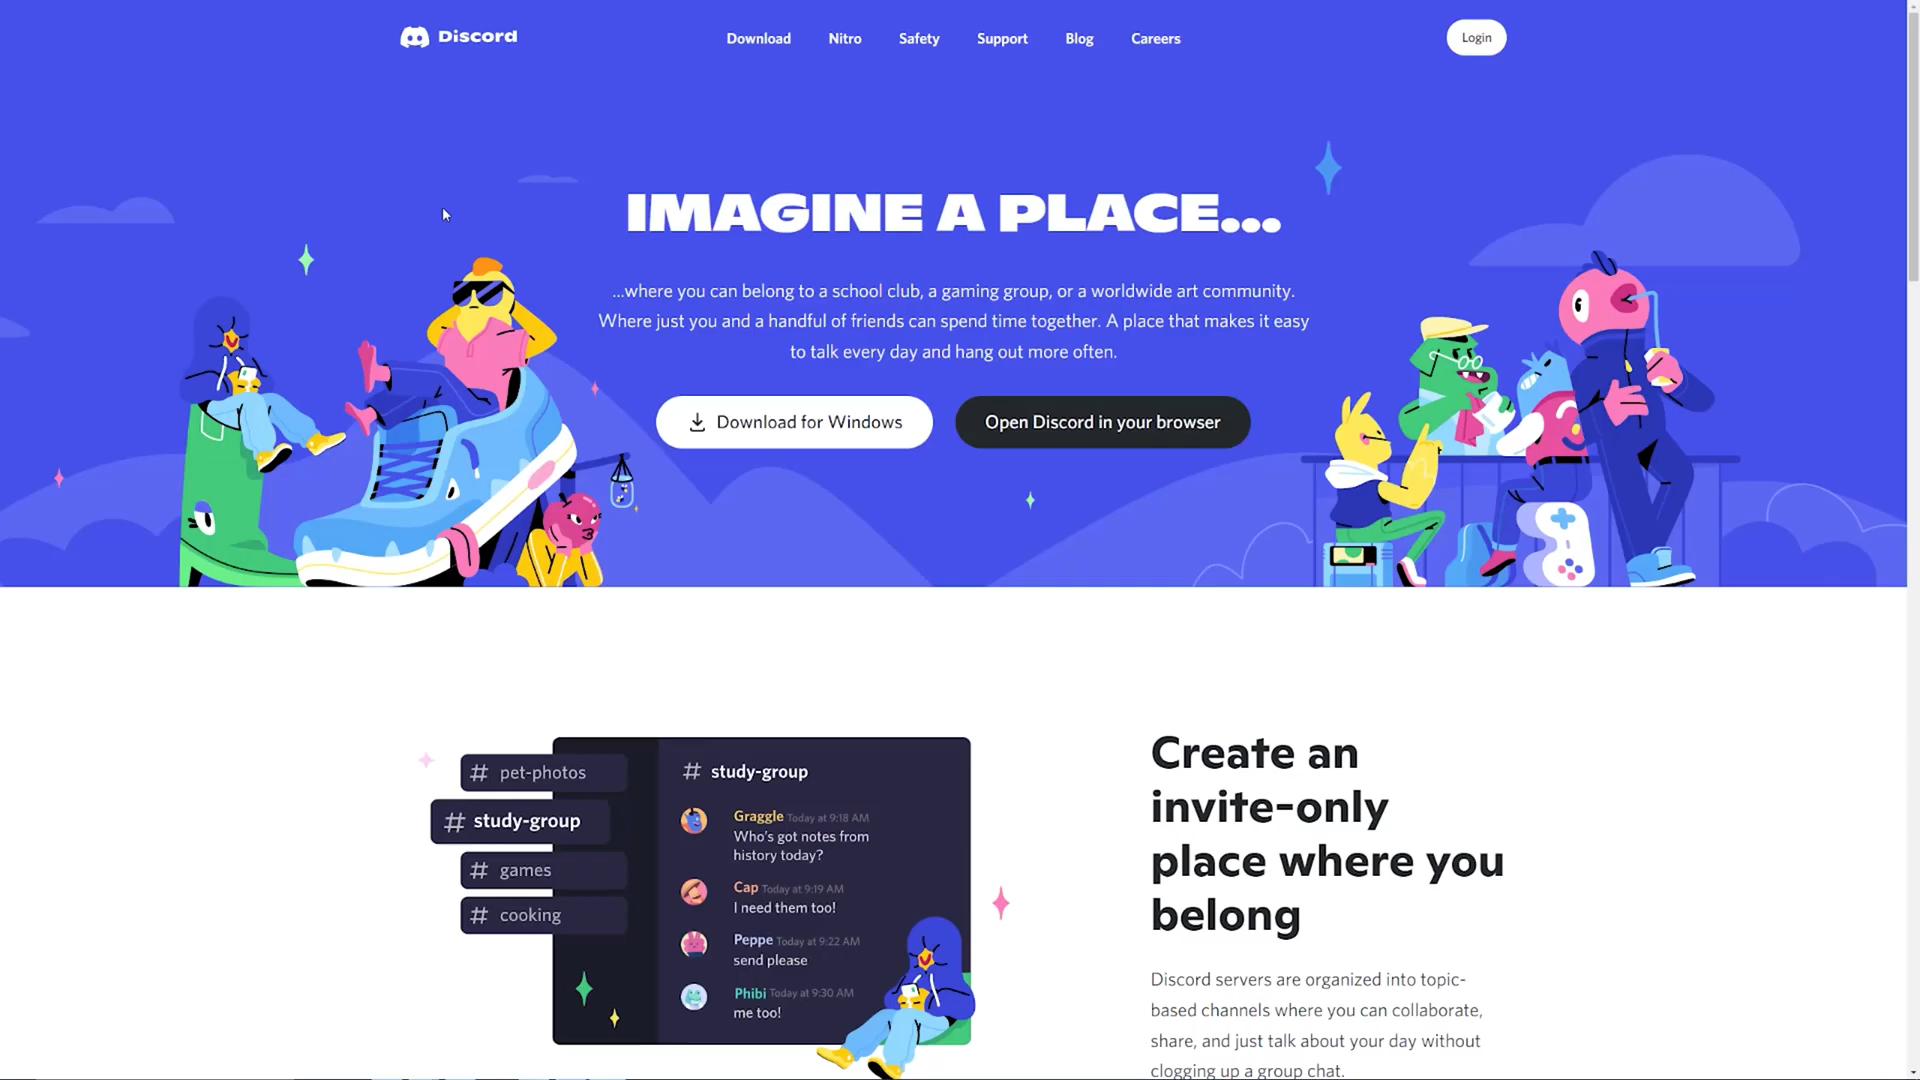 Discord
Download Nitro Safety Support Blog Careers
Login
IMAGINE A PLACE...
...where you can belong to a school club, a gaming group, or a worldwide art community.
Where just you and a handful of friends can spend time together. A place that makes it easy
to talk every day and hang out more often.
Download for Windows
Open Discord in your browser
pet-photos
# study-group
# games
# cooking
# study-group
Graggle Today at 9:18 AM
Who's got notes from
history today?
Cap Today at 9:19 AM
I need them too!
Peppe Today at 9:22 AM
send please
Phibi Today at 9:30 AM
me too!
Create an
invite-only
place where you
belong
Discord servers are organized into topic-
based channels where you can collaborate,
share, and just talk about your day without
clogging up a group chat.